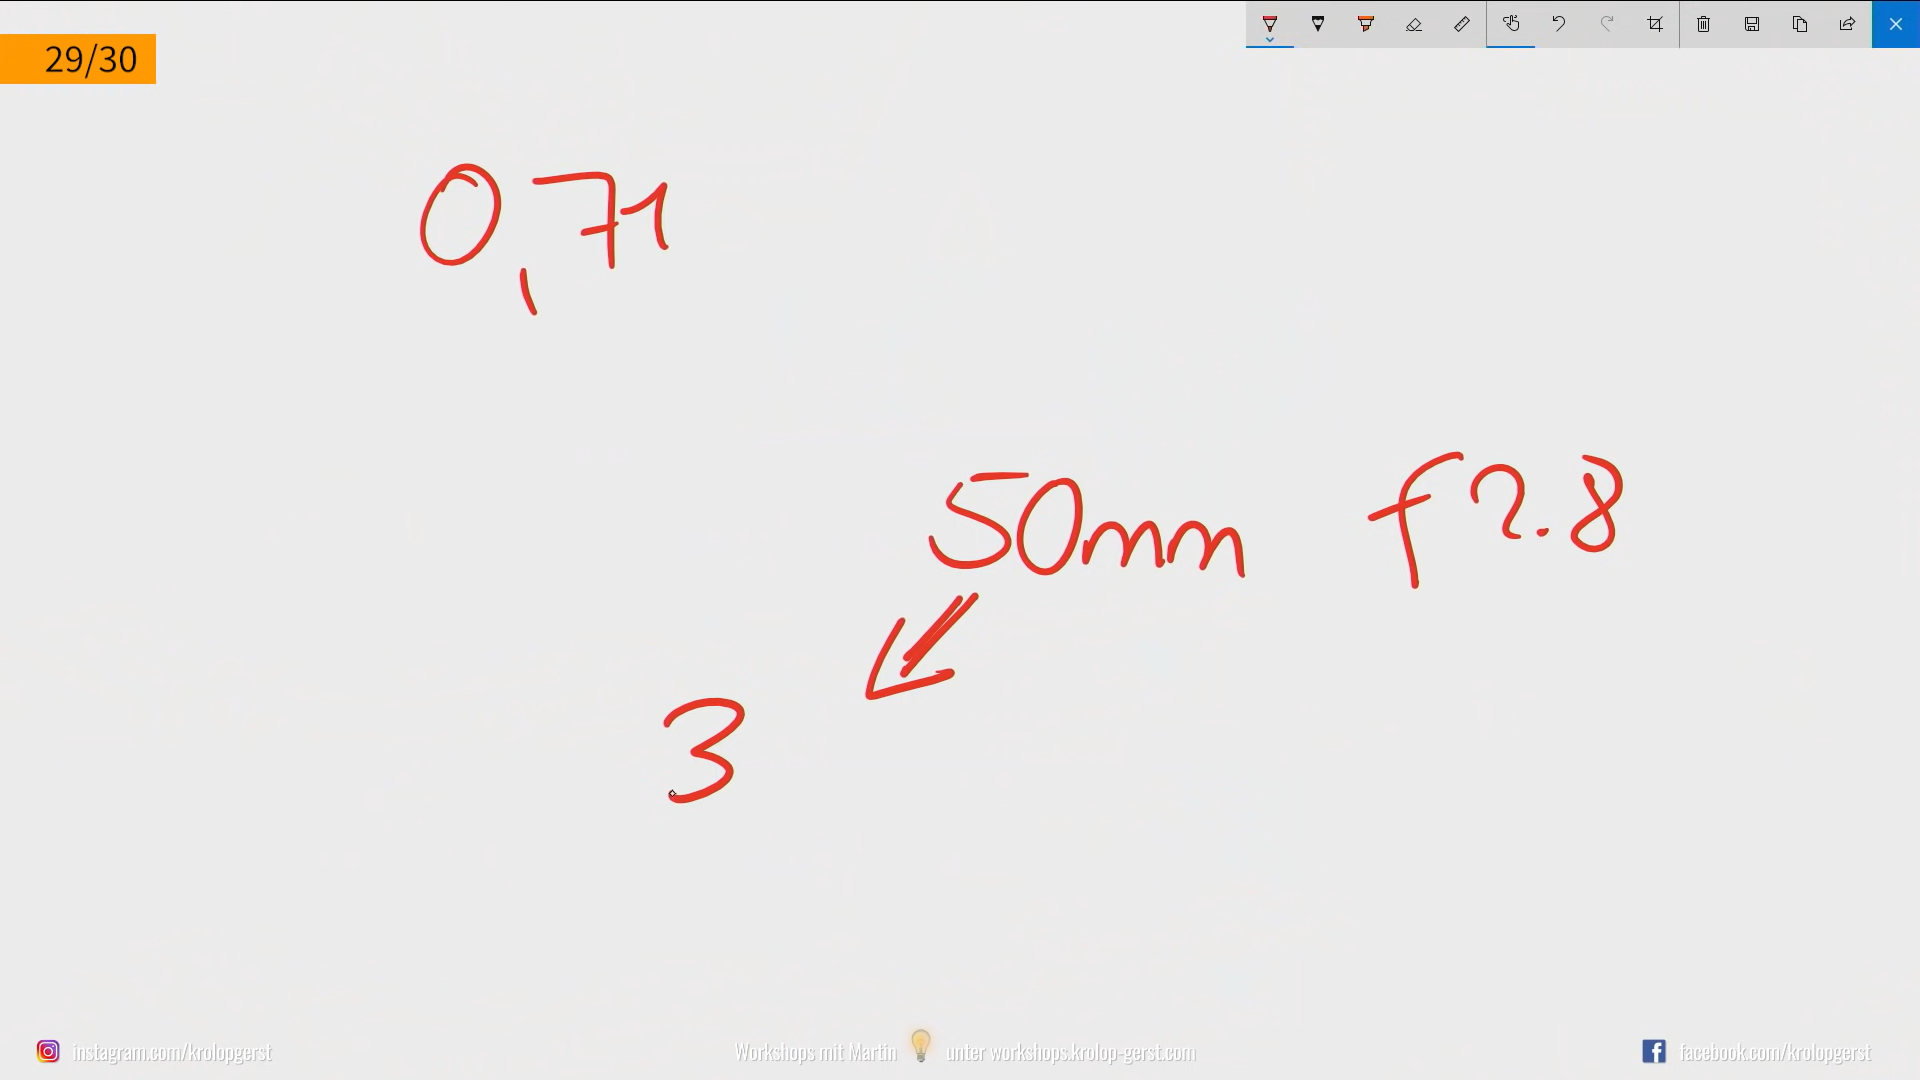 29/30
0,71
50mm f2.8
3
instagram.com/krolopgerst
Workshops mit Martin unter workshops.krolop-gerst.com
facebook.com/krolopgerst